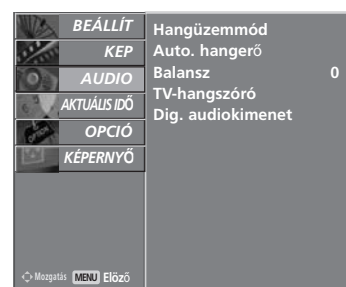 BEÁLLÍT
KEP
AUDIO
AKTUÁLIS IDŐ
OPCIÓ
KÉPERNYŐ
Mozgatás MENU Előző
Hangüzemmód
Auto. hangerő
Balansz 0
TV-hangszóró
Dig. audiokimenet